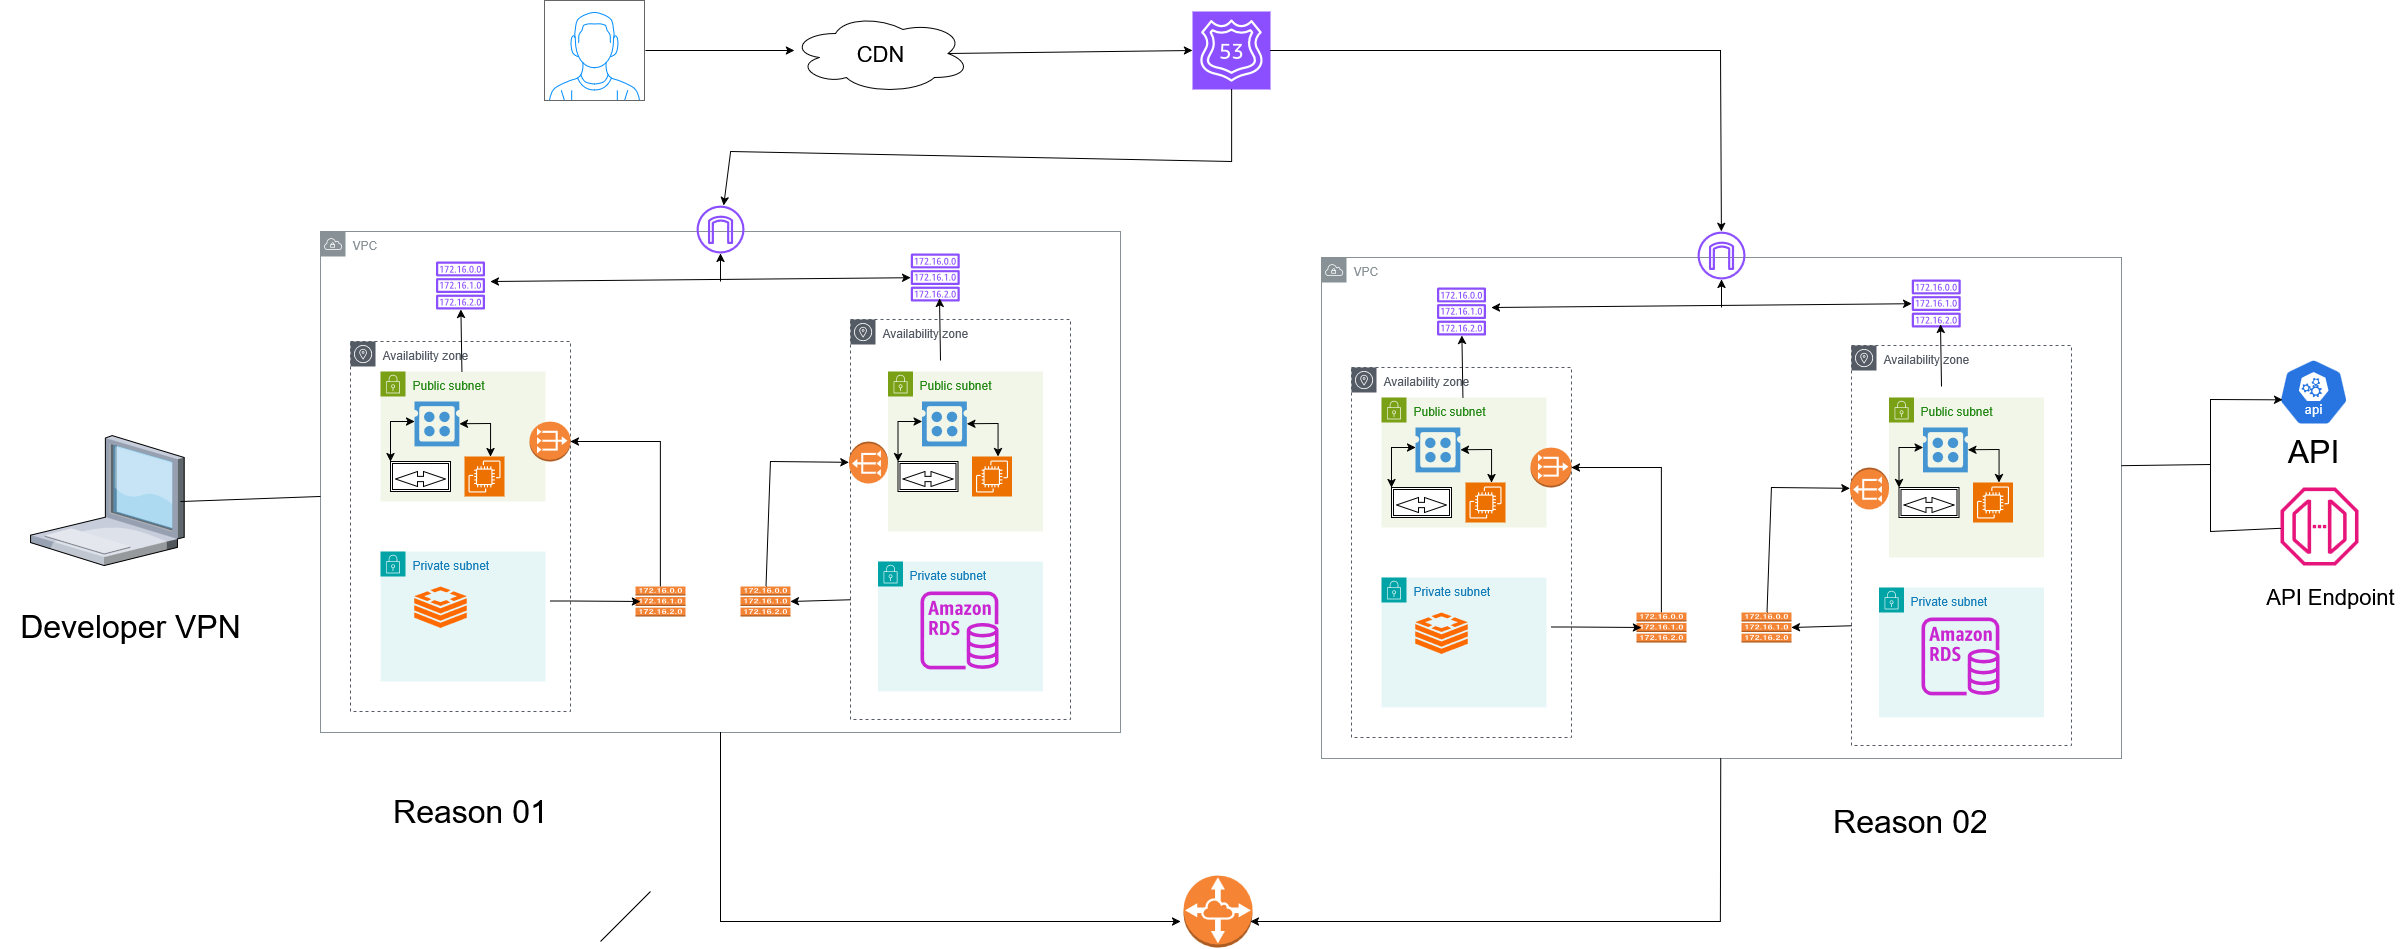 CDN
53
VPC
172.16.0.0
172.16.1.0
172.16.2.0
172.16.0.0
172.16.1.0
172.16.2.0
Availability zone
Availability zone
Public subnet
Public subnet
Private subnet
Private subnet
172.16.0.0
172.16.1.0
172.16.2.0
172.16.0.0
172.16.1.0
172.16.2.0
Amazon
RDS
VPC
172.16.0.0
172.16.1.0
172.16.2.0
172.16.0.0
172.16.1.0
172.16.2.0
Availability zone
Availability zone
Public subnet
Public subnet
Private subnet
Private subnet
172.16.0.0
172.16.1.0
172.16.2.0
172.16.0.0
172.16.1.0
172.16.2.0
Amazon
RDS
api
API
API Endpoint
Developer VPN
Reason 01
Reason 02